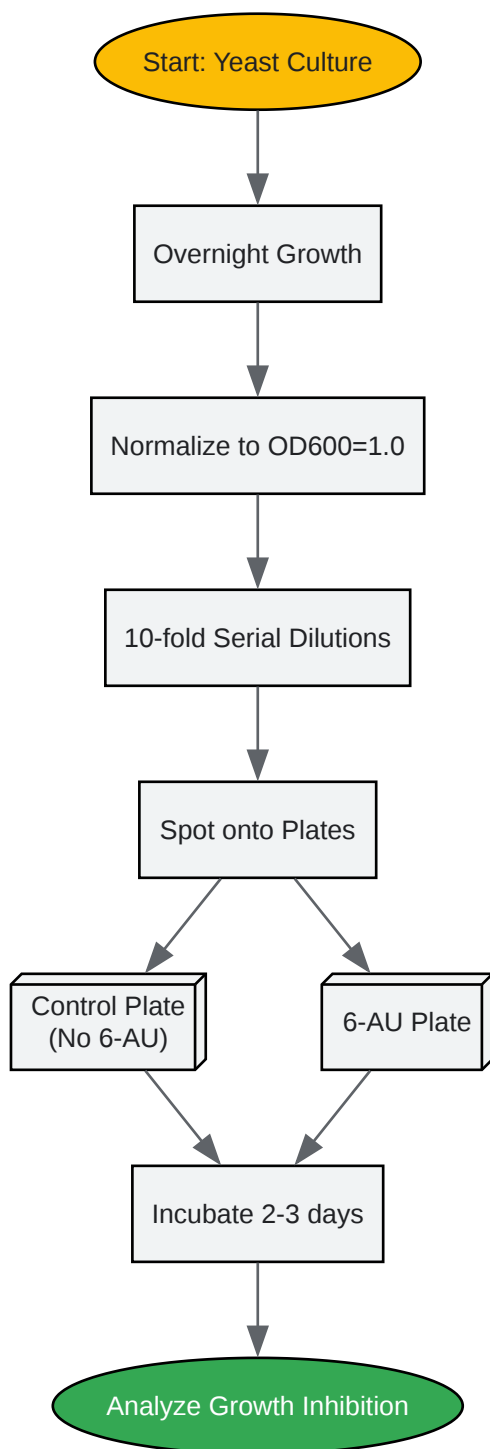 Start: Yeast Culture
Overnight Growth
Normalize to OD600=1.0
10-fold Serial Dilutions
Spot onto Plates
Control Plate
(No 6-AU)
6-AU Plate
Incubate 2-3 days
Analyze Growth Inhibition